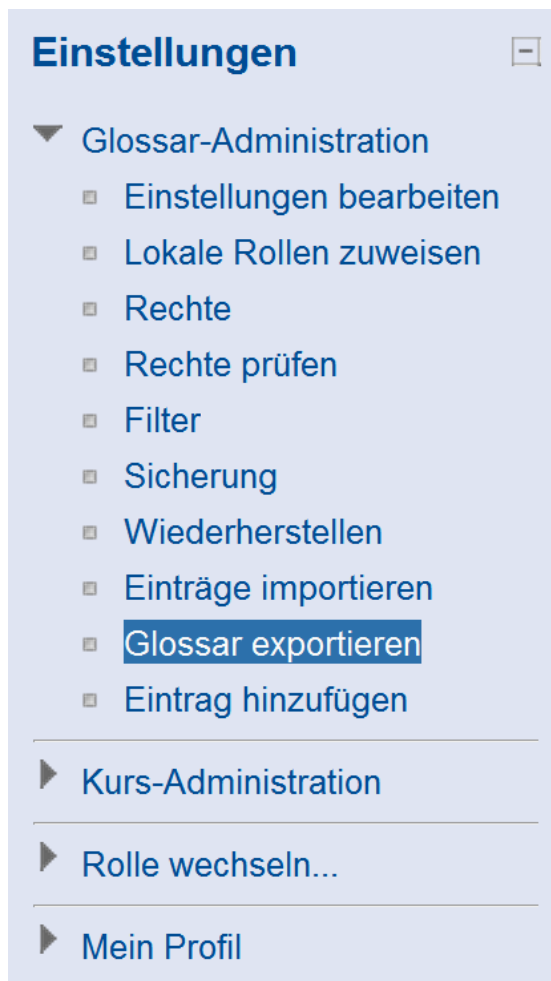 Einstellungen
Glossar-Administration
Einstellungen bearbeiten
Lokale Rollen zuweisen
Rechte
Rechte prüfen
Filter
Sicherung
Wiederherstellen
Einträge importieren
Glossar exportieren
Eintrag hinzufügen
Kurs-Administration
Rolle wechseln...
Mein Profil